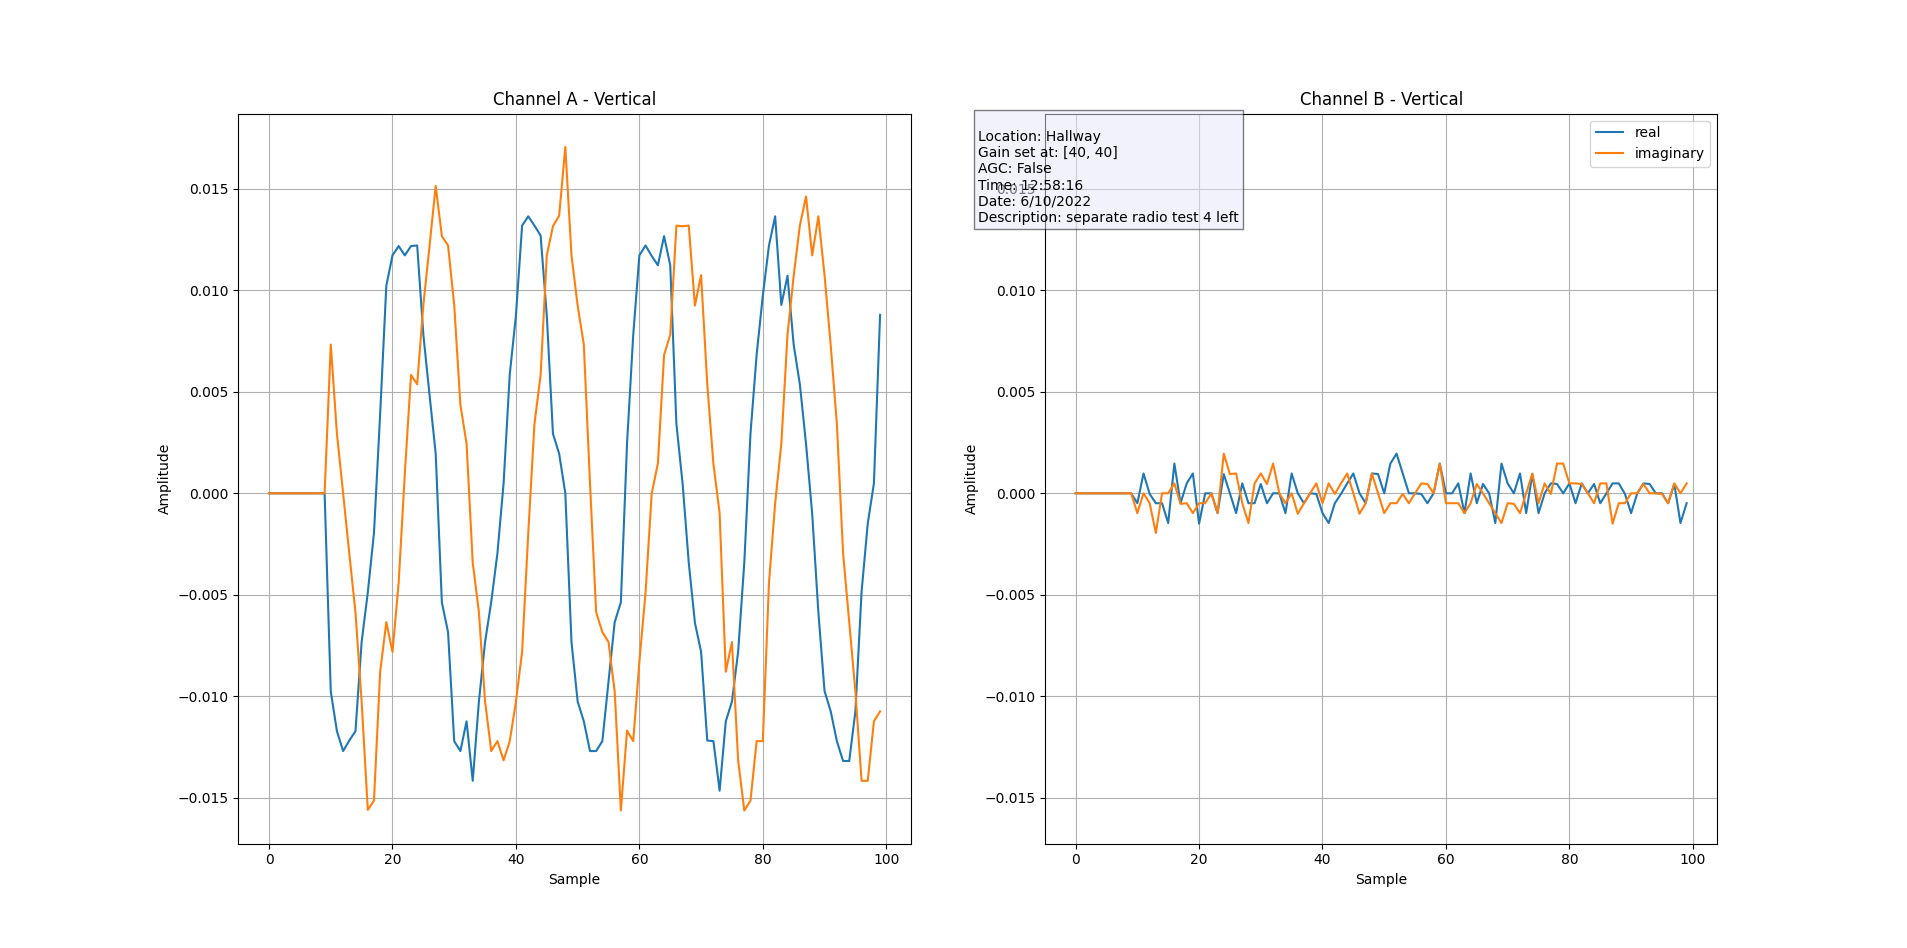 Channel A - Vertical
0.015
0.010
0.005
0.000
−0.005
−0.010
−0.015
Amplitude
0
20
40
60
80
100
Sample
Channel B - Vertical
Location: Hallway
Gain set at: [40, 40]
AGC: False
Time: 12:58:16
Date: 6/10/2022
Description: separate radio test 4 left
real
imaginary
0.015
0.010
0.005
0.000
−0.005
−0.010
−0.015
Amplitude
0
20
40
60
80
100
Sample